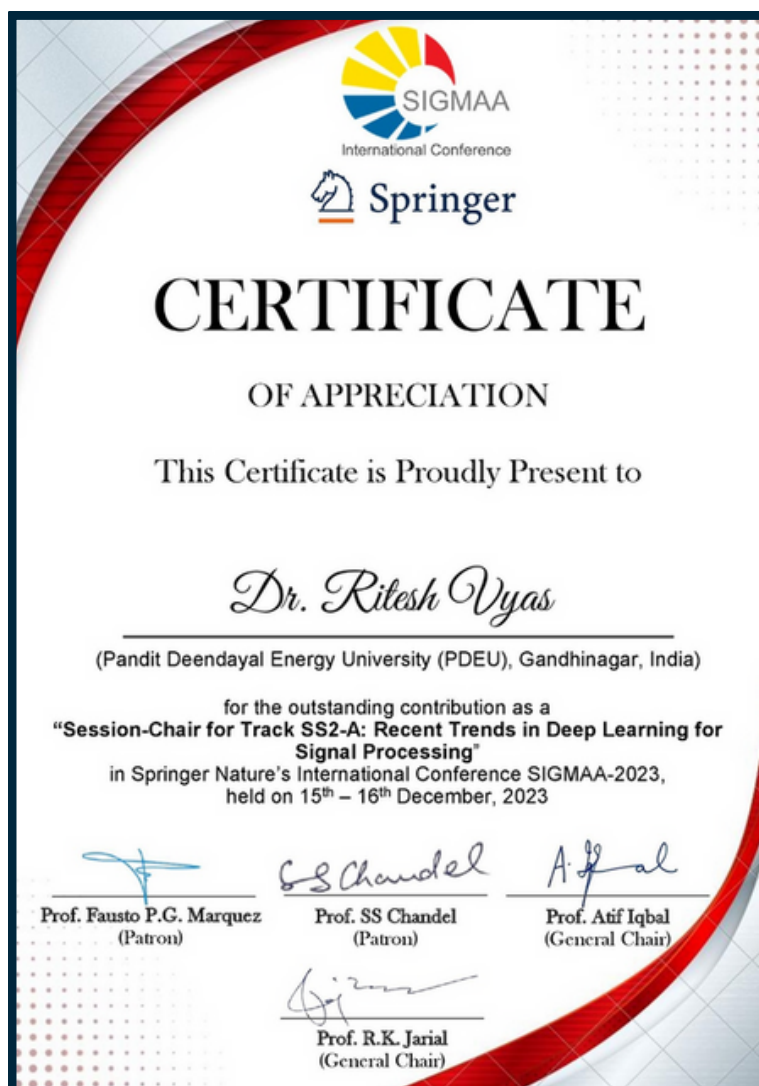 SIGMAA
International Conference
Springer
CERTIFICATE
OF APPRECIATION
This Certificate is Proudly Present to
Dr. Ritesh Vyas
(Pandit Deendayal Energy University (PDEU), Gandhinagar, India)
for the outstanding contribution as a
“Session-Chair for Track SS2-A: Recent Trends in Deep Learning for
Signal Processing”
in Springer Nature’s International Conference SIGMAA-2023,
held on 15th – 16th December, 2023
SS Chandel
A. Iqbal
Prof. Fausto P.G. Marquez
(Patron)
Prof. SS Chandel
(Patron)
Prof. Atif Iqbal
(General Chair)
Prof. R.K. Jarial
(General Chair)